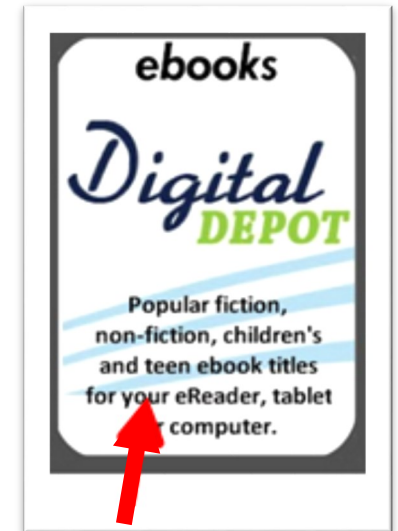 ebooks
Digital
DEPOT
Popular fiction,
non-fiction, children's
and teen ebook titles
for your eReader, tablet
computer.